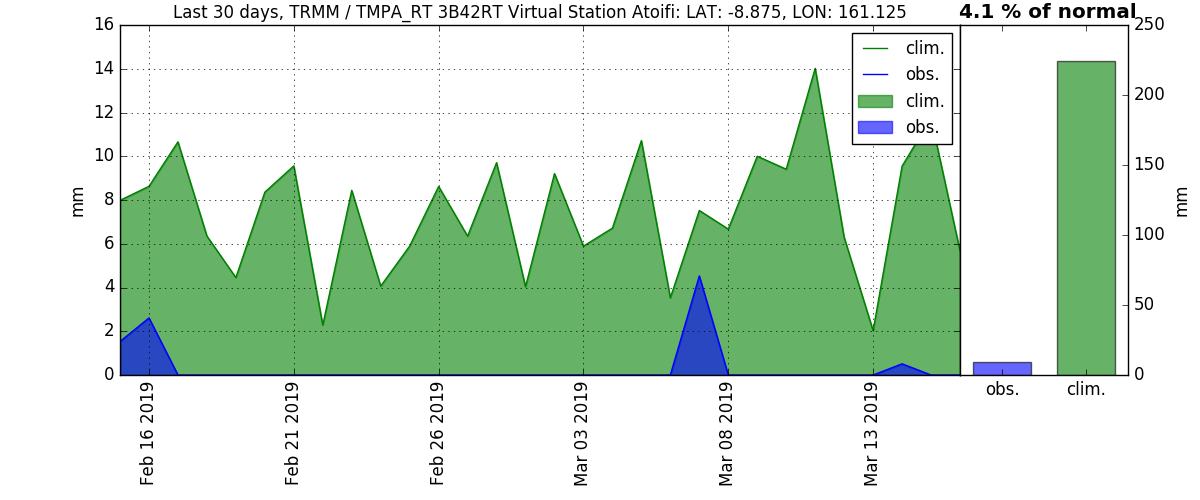 Last 30 days, TRMM / TMPA_RT 3B42RT Virtual Station Atoifi: LAT: -8.875, LON: 161.125
4.1 % of normal
16
14
12
10
8
6
4
2
0
mm
clim.
obs.
clim.
obs.
Feb 16 2019
Feb 21 2019
Feb 26 2019
Mar 03 2019
Mar 08 2019
Mar 13 2019
250
200
150
100
50
0
mm
obs.
clim.